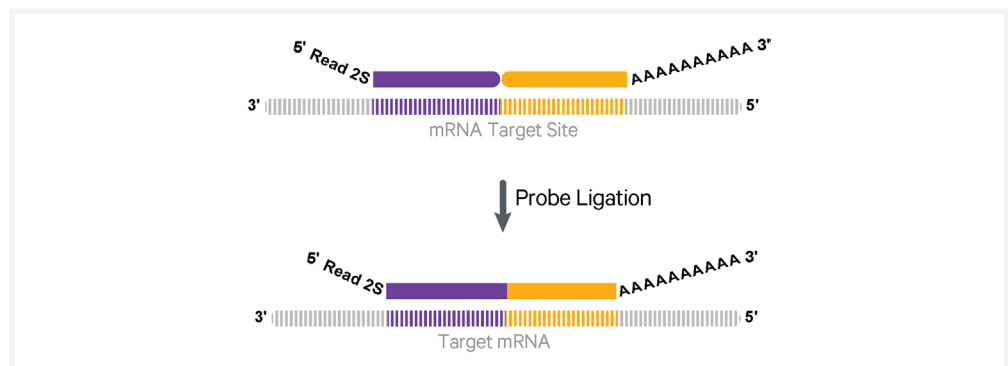 5' Read 2S AAAAAAAAAA 3'
3' 5'
mRNA Target Site
Probe Ligation
5' Read 2S AAAAAAAAAA 3'
3' 5'
Target mRNA